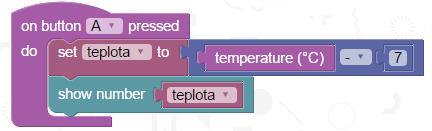 on button A ▾ pressed
do set teplota ▾ to temperature (°C) - ▾ 7
show number teplota ▾